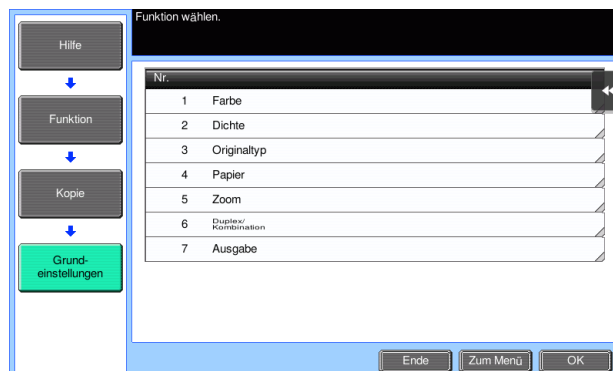 Funktion wählen.
Hilfe
Funktion
Kopie
Grund-
einstellungen
Nr.
1 Farbe
2 Dichte
3 Originaltyp
4 Papier
5 Zoom
6 Duplex/
Kombination
7 Ausgabe
Ende Zum Menü OK